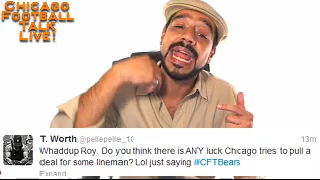 CHICAGO
FOOTBALL
TALK
LIVE!
T. Worth @pellepelle_10 13m
Whaddup Roy. Do you think there is ANY luck Chcago tries to pull a
deal for some lineman? Lol just saying #CFTBears
Expand